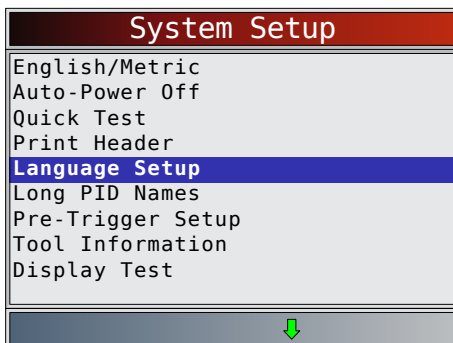 System Setup
English/Metric
Auto-Power Off
Quick Test
Print Header
Language Setup
Long PID Names
Pre-Trigger Setup
Tool Information
Display Test